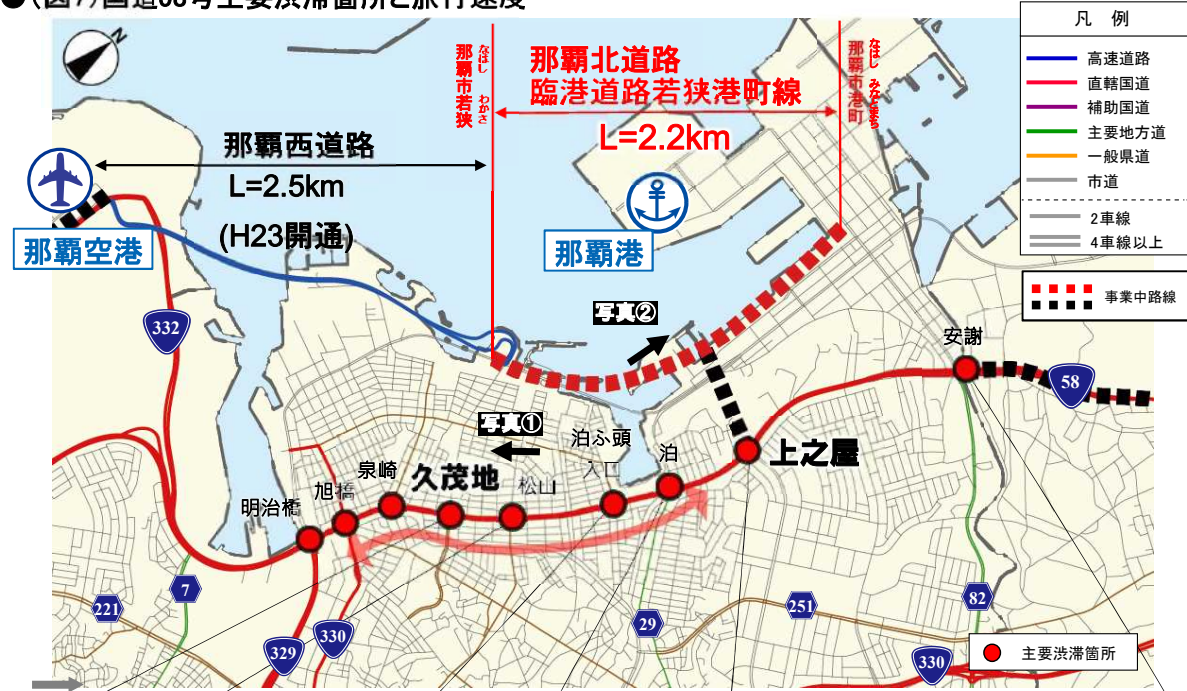 ●(図7)国道58号主要渋滞箇所と旅行速度
N
那覇市若狭
なはし わかさ
那覇北道路
臨港道路若狭港町線
L=2.2km
那覇市港町
なはし みなとまち
凡 例
高速道路
直轄国道
補助国道
主要地方道
一般県道
市道
2車線
4車線以上
事業中路線
那覇西道路
L=2.5km
(H23開通)
那覇空港
那覇港
332
写真②
安謝
58
写真①
泊ふ頭
入口
泊
上之屋
明治橋
旭橋
泉崎
久茂地
松山
7
221
329
330
29
251
82
330
主要渋滞箇所